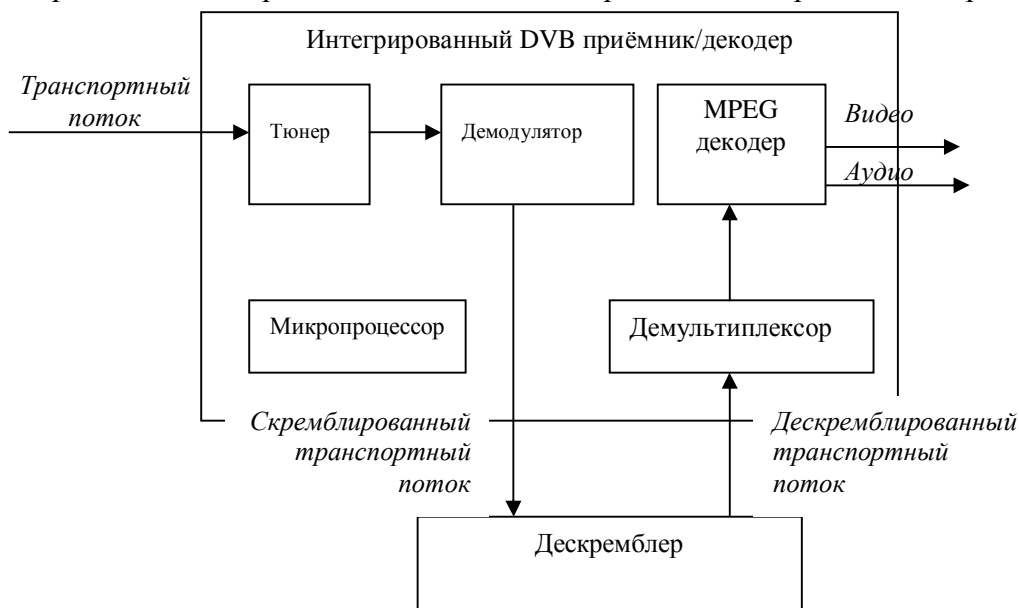 Интегрированный DVB приёмник/декодер
Транспортный
поток
Тюнер
Демодулятор
MPEG
декодер
Видео
Аудио
Микропроцессор
Демультиплексор
Скремблированный
транспортный
поток
Дескремблированный
транспортный
поток
Дескремблер